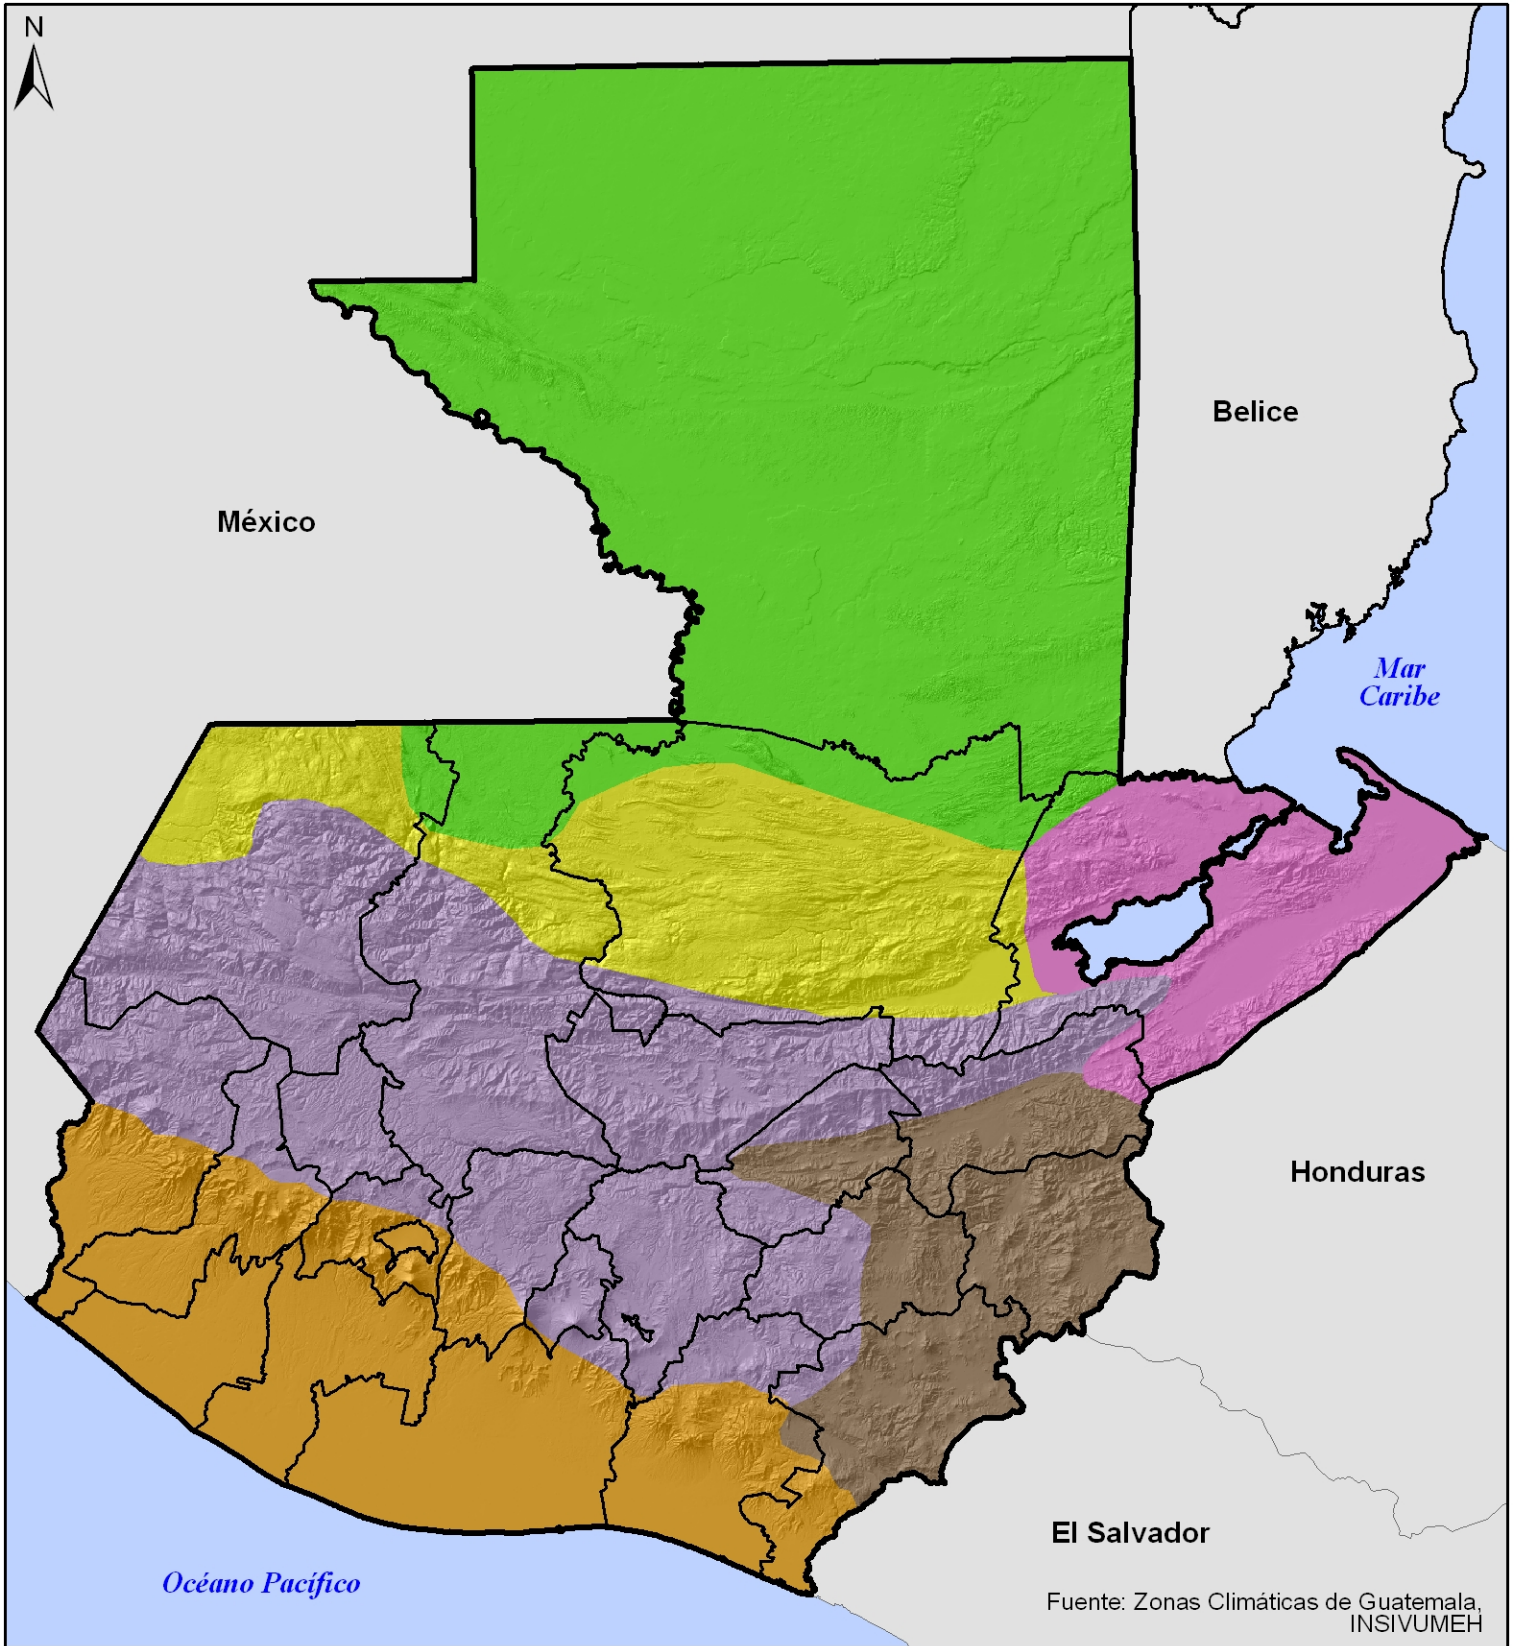 N
Belice
México
Mar
Caribe
Honduras
El Salvador
Océano Pacífico
Fuente: Zonas Climáticas de Guatemala,
INSIVUMEH